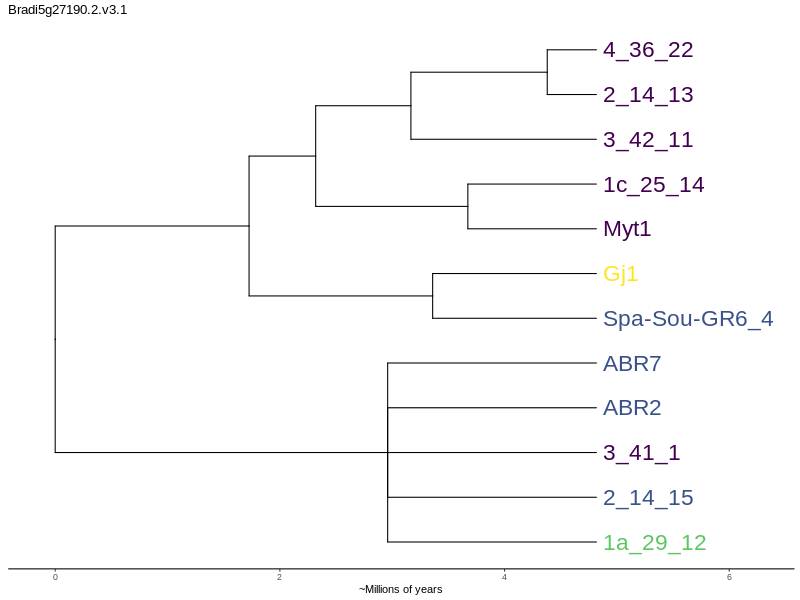 Bradi5g27190.2.v3.1
4_36_22
2_14_13
3_42_11
1c_25_14
Myt1
Gj1
Spa-Sou-GR6_4
ABR7
ABR2
3_41_1
2_14_15
1a_29_12
0 2 4 6
~Millions of years